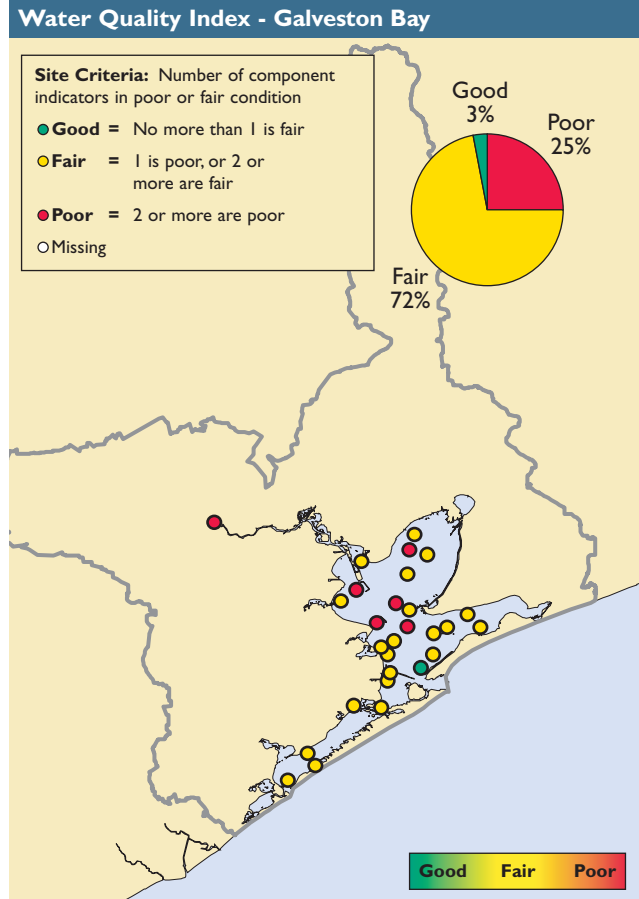 Water Quality Index - Galveston Bay
Site Criteria: Number of component
indicators in poor or fair condition
Good = No more than 1 is fair
Fair = 1 is poor, or 2 or
more are fair
Poor = 2 or more are poor
Missing
Good
3%
Poor
25%
Fair
72%
Good Fair Poor